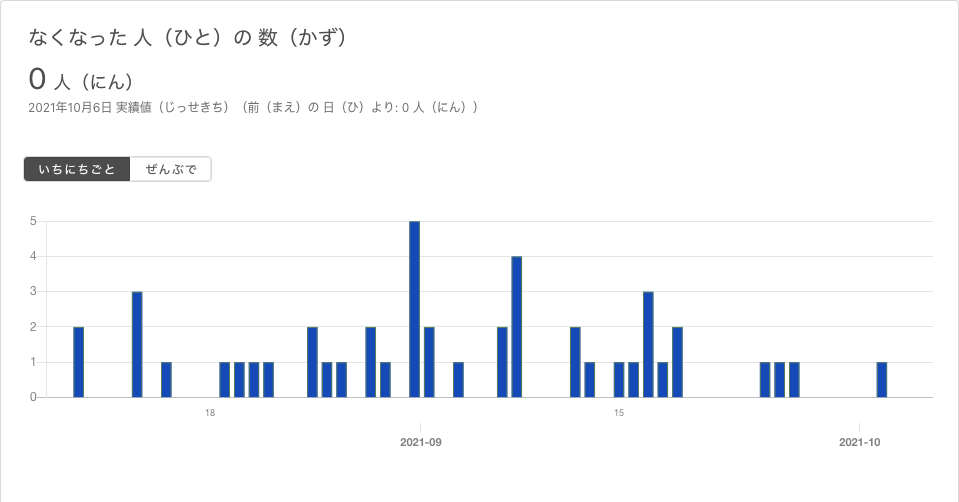 なくなった 人（ひと）の 数（かず）
0 人（にん）
2021年10月6日 実績値（じっせきち）（前（まえ）の 日（ひ）より: 0 人（にん））
いちにちごと
ぜんぶで
5
4
3
2
1
0
18
15
2021-09
2021-10